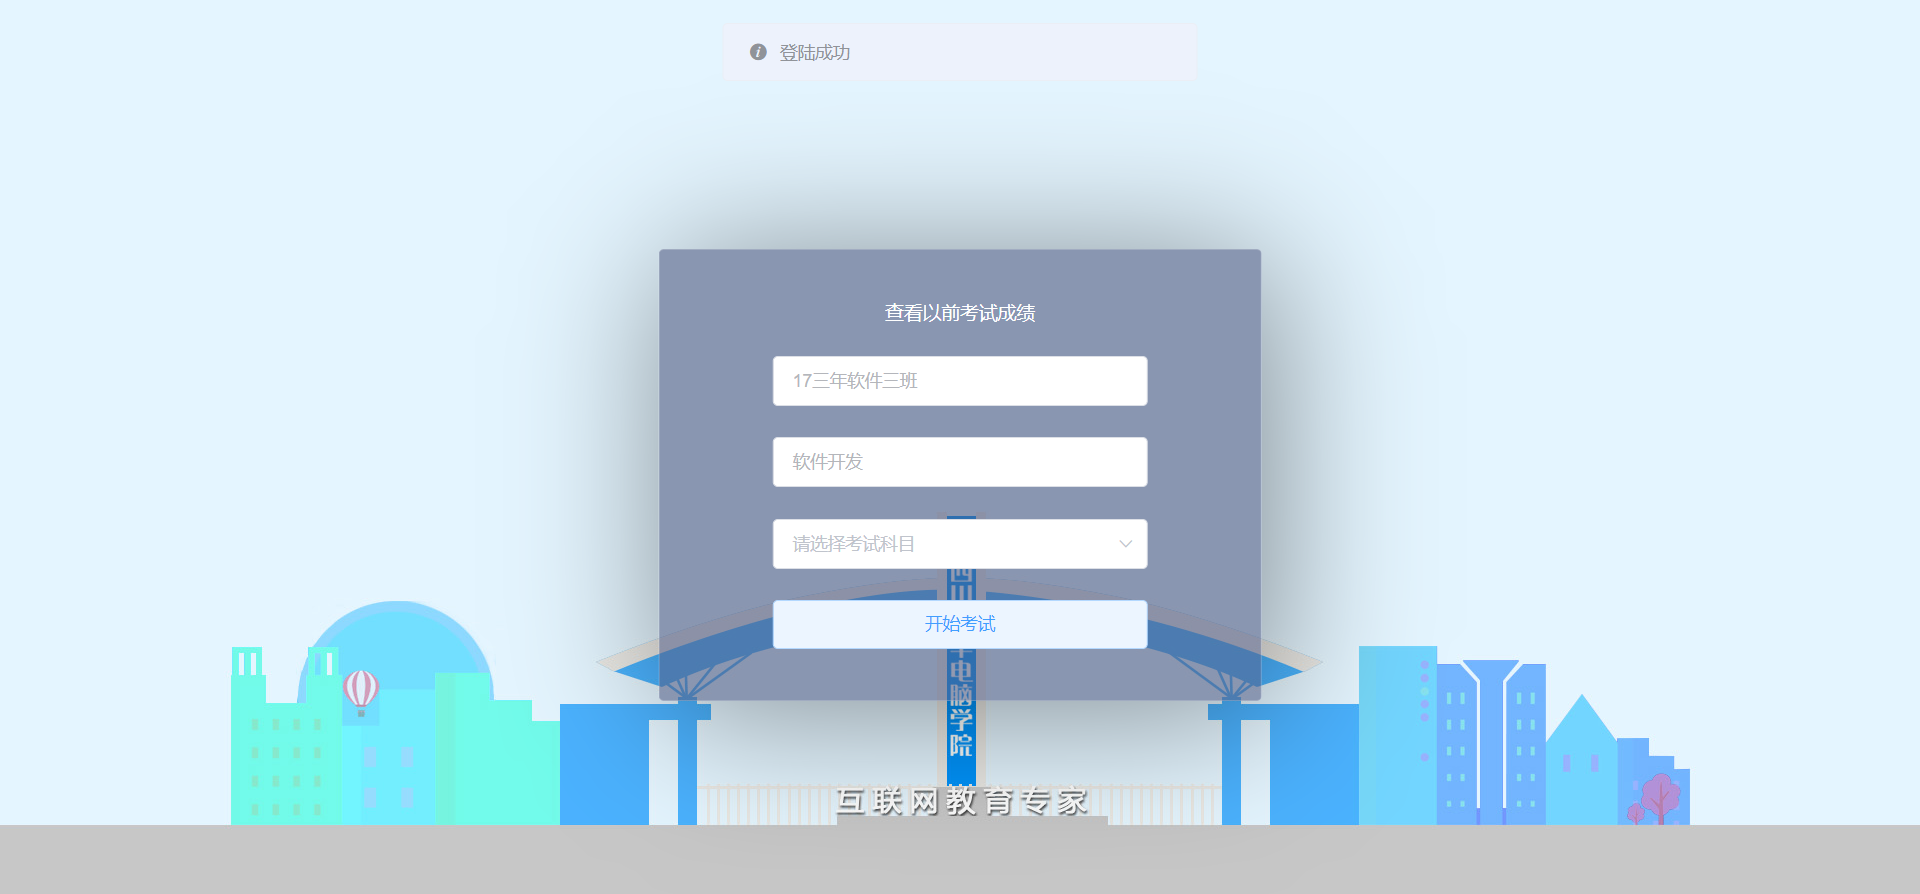 登陆成功
查看以前考试成绩
17三年软件三班
软件开发
请选择考试科目
开始考试
四川
华电脑学院
互联网教育专家